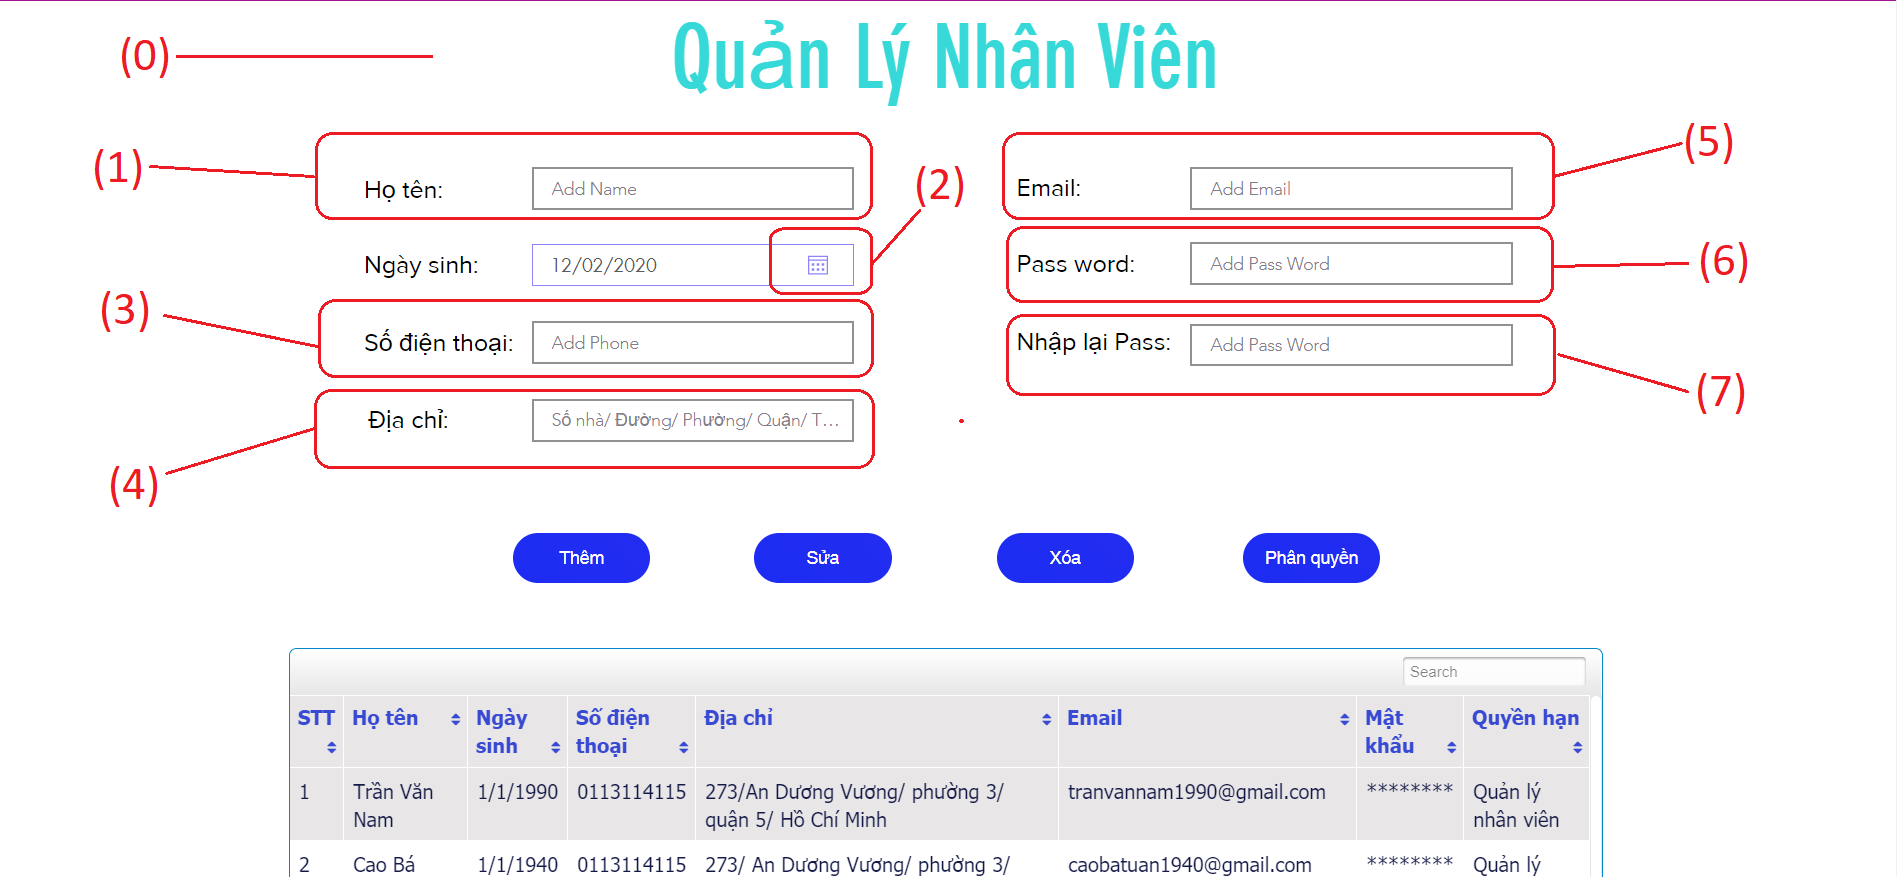 (0) Quản Lý Nhân Viên
(1) Họ tên: Add Name
(2)
(5) Email: Add Email
Ngày sinh: 12/02/2020
(6) Pass word: Add Pass Word
(3) Số điện thoại: Add Phone
(7) Nhập lại Pass: Add Pass Word
(4) Địa chỉ: Số nhà/ Đường/ Phường/ Quận/ T...
Thêm Sửa Xóa Phân quyền
Search
STT Họ tên Ngày sinh Số điện thoại Địa chỉ Email Mật khẩu Quyền hạn
1 Trần Văn Nam 1/1/1990 0113114115 273/An Dương Vương/ phường 3/ quận 5/ Hồ Chí Minh tranvannam1990@gmail.com ******** Quản lý nhân viên
2 Cao Bá 1/1/1940 0113114115 273/ An Dương Vương/ phường 3/ caobatuan1940@gmail.com ******** Quản lý